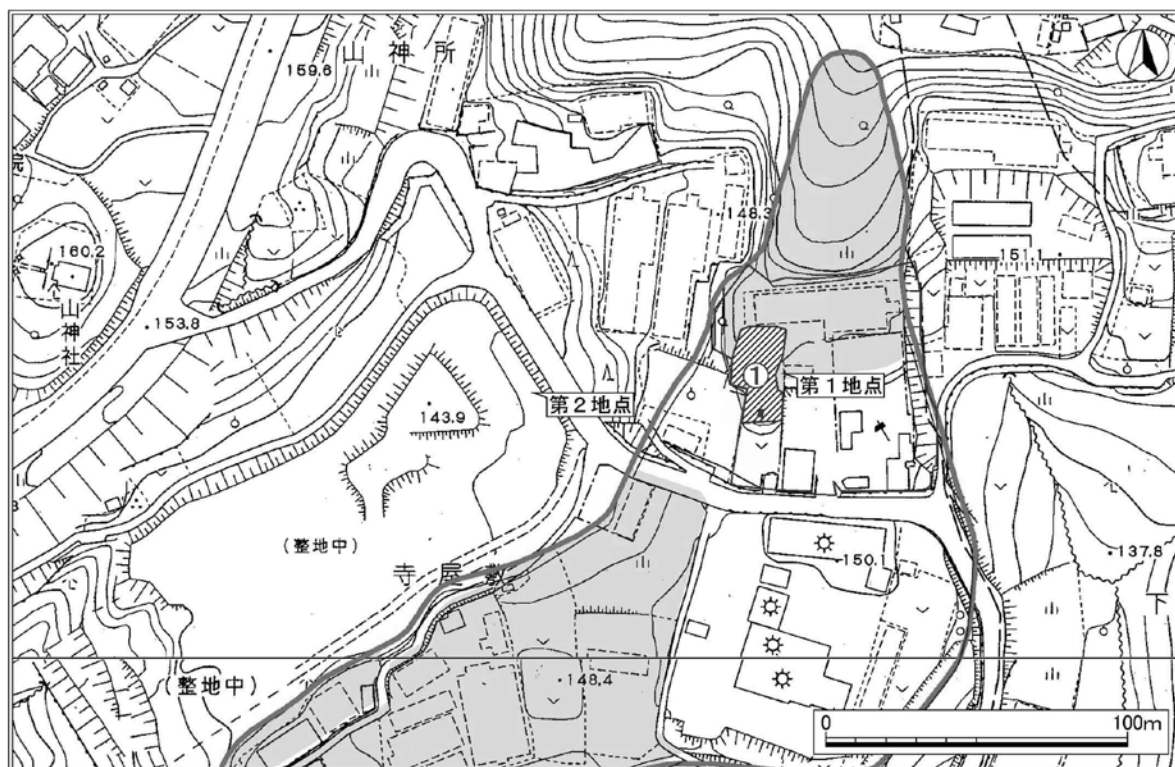 山神所
159.6
160.2
山神社
153.8
148.3
151.1
①
第1地点
第2地点
143.9
(整地中)
寺屋敷
150.1
137.8
下
(整地中)
148.4
0
100m